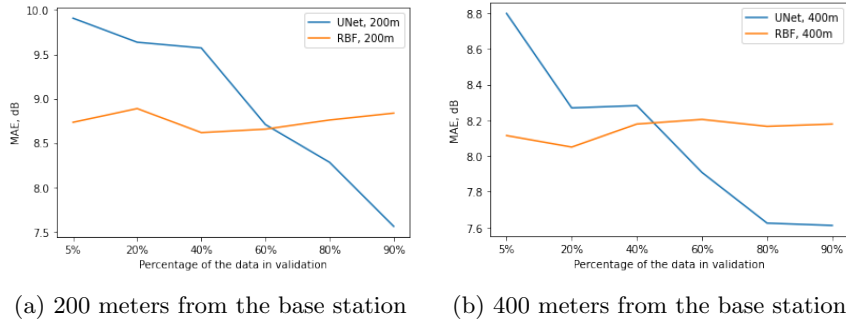 UNet, 200m
RBF, 200m
10.0
9.5
9.0
8.5
8.0
7.5
MAE, dB
5%
20%
40%
60%
80%
90%
Percentage of the data in validation
(a) 200 meters from the base station
UNet, 400m
RBF, 400m
8.8
8.6
8.4
8.2
8.0
7.8
7.6
MAE, dB
5%
20%
40%
60%
80%
90%
Percentage of the data in validation
(b) 400 meters from the base station